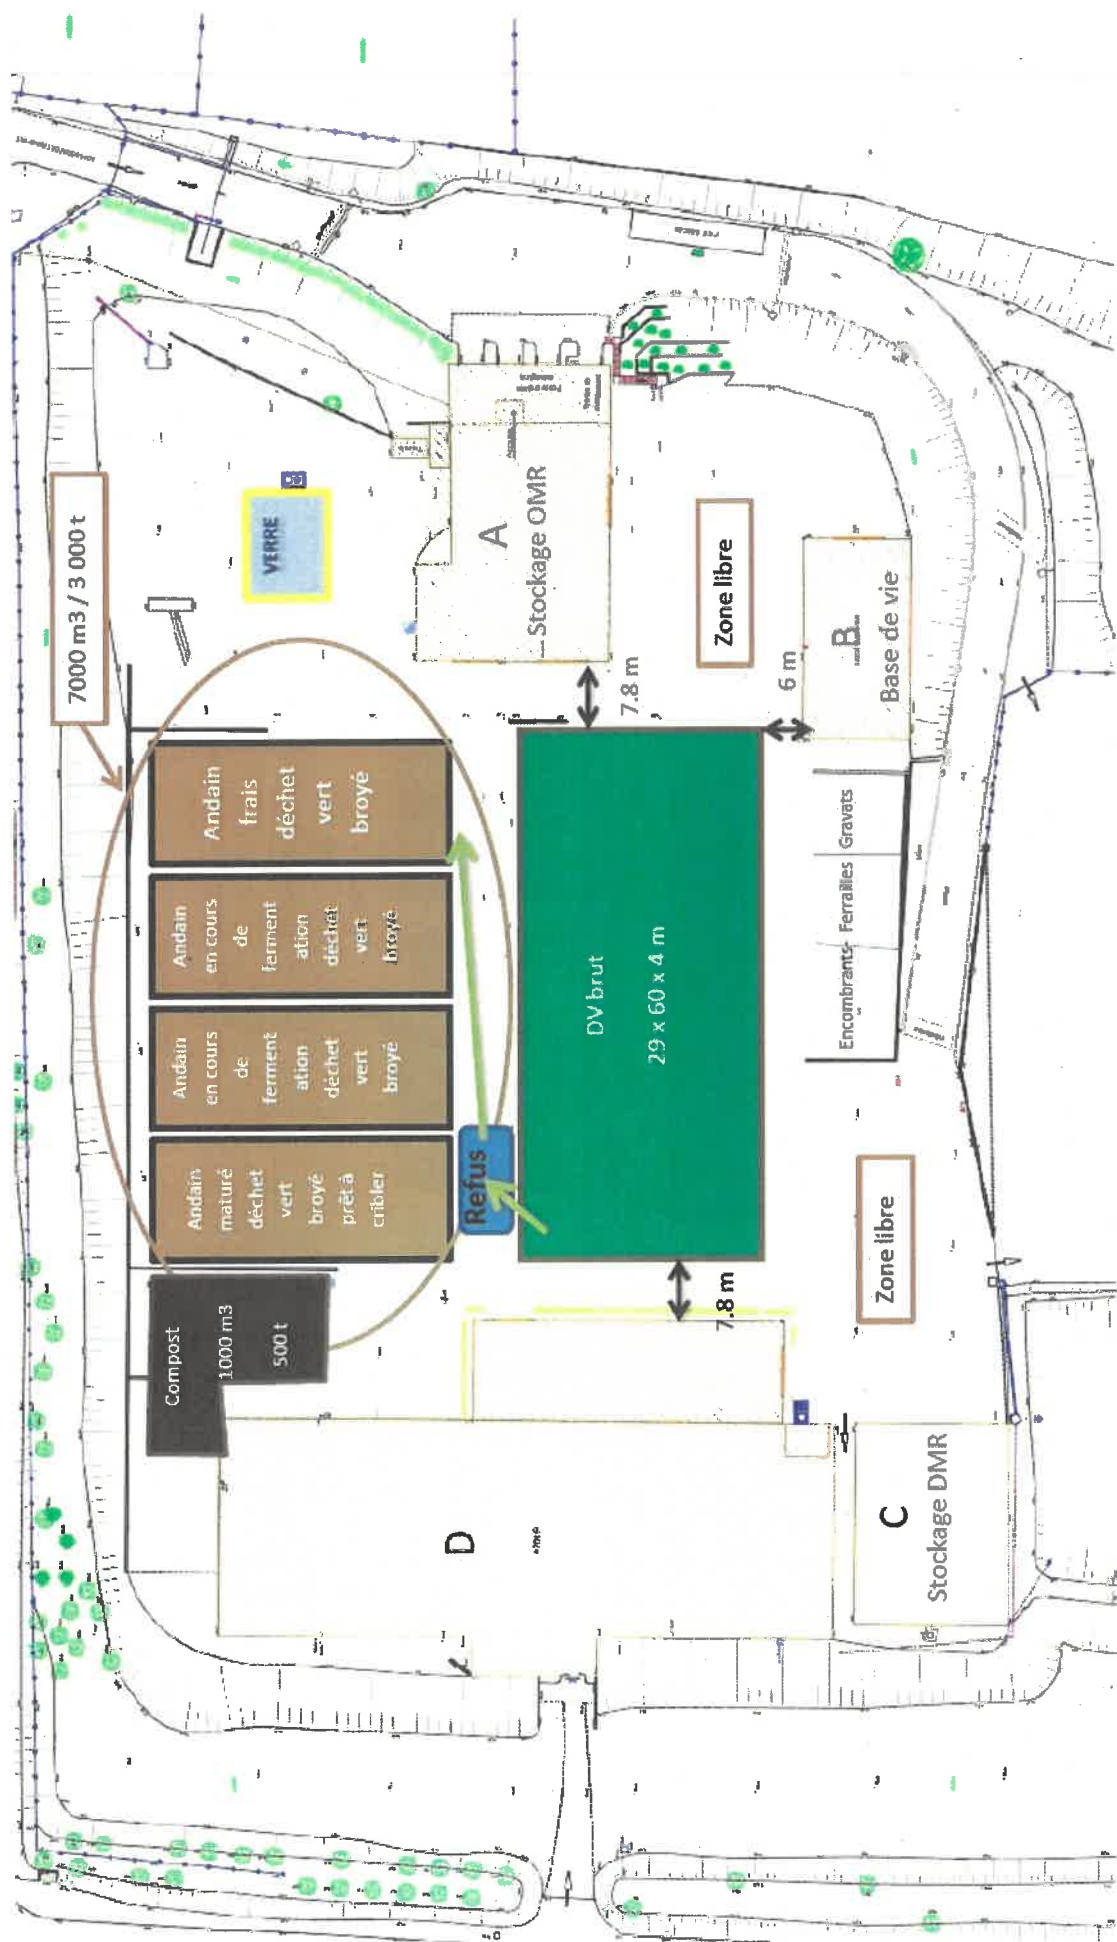 7000 m3 / 3 000 t
VERRE
A
Stockage OMR
Zone libre
B
Base de vie
7.8 m
6 m
Andain
frais
déchet
vert
broyé
Andain
en cours
de
ferment
ation
déchet
vert
broyé
Andain
en cours
de
ferment
ation
déchet
vert
broyé
Andain
maturé
déchet
vert
broyé
prêt à
cribler
Refus
DV brut
29 x 60 x 4 m
Encombrants Ferrailles Gravats
Compost
1000 m3
500 t
7.8 m
Zone libre
D
C
Stockage DMR